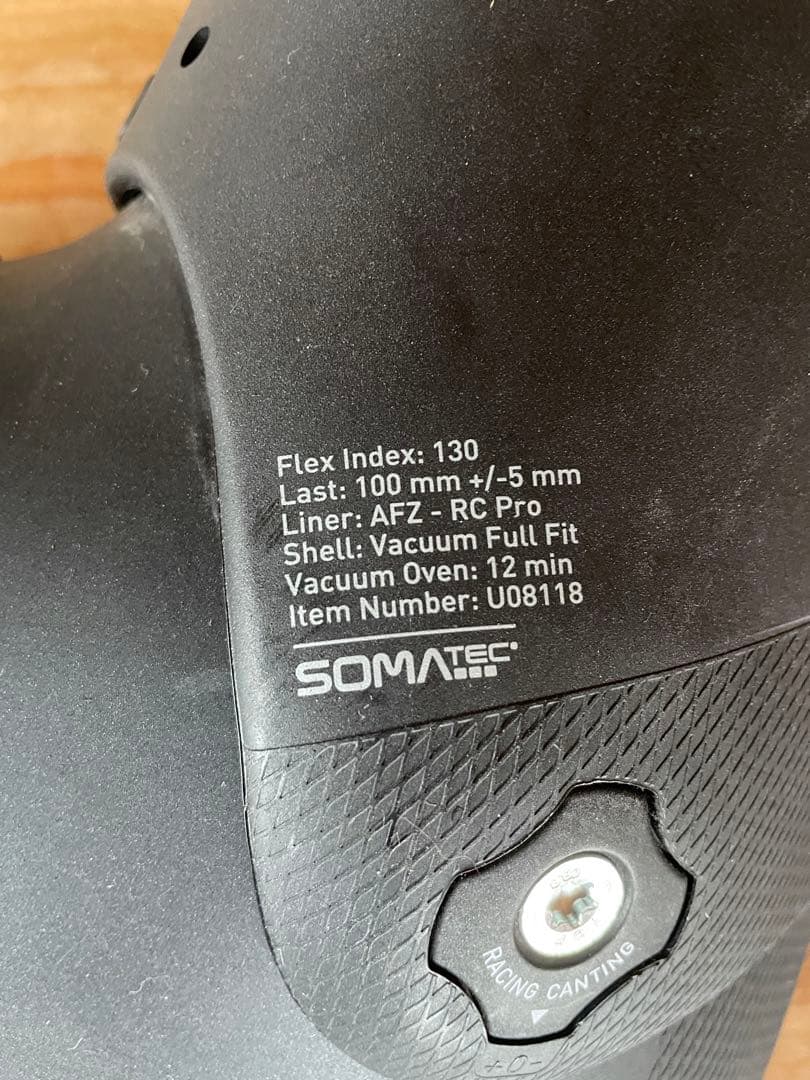 Flex Index: 130
Last: 100 mm +/-5 mm
Liner: AFZ - RC Pro
Shell: Vacuum Full Fit
Vacuum Oven: 12 min
Item Number: U08118
SOMATEC
RACING CANTING
+0-